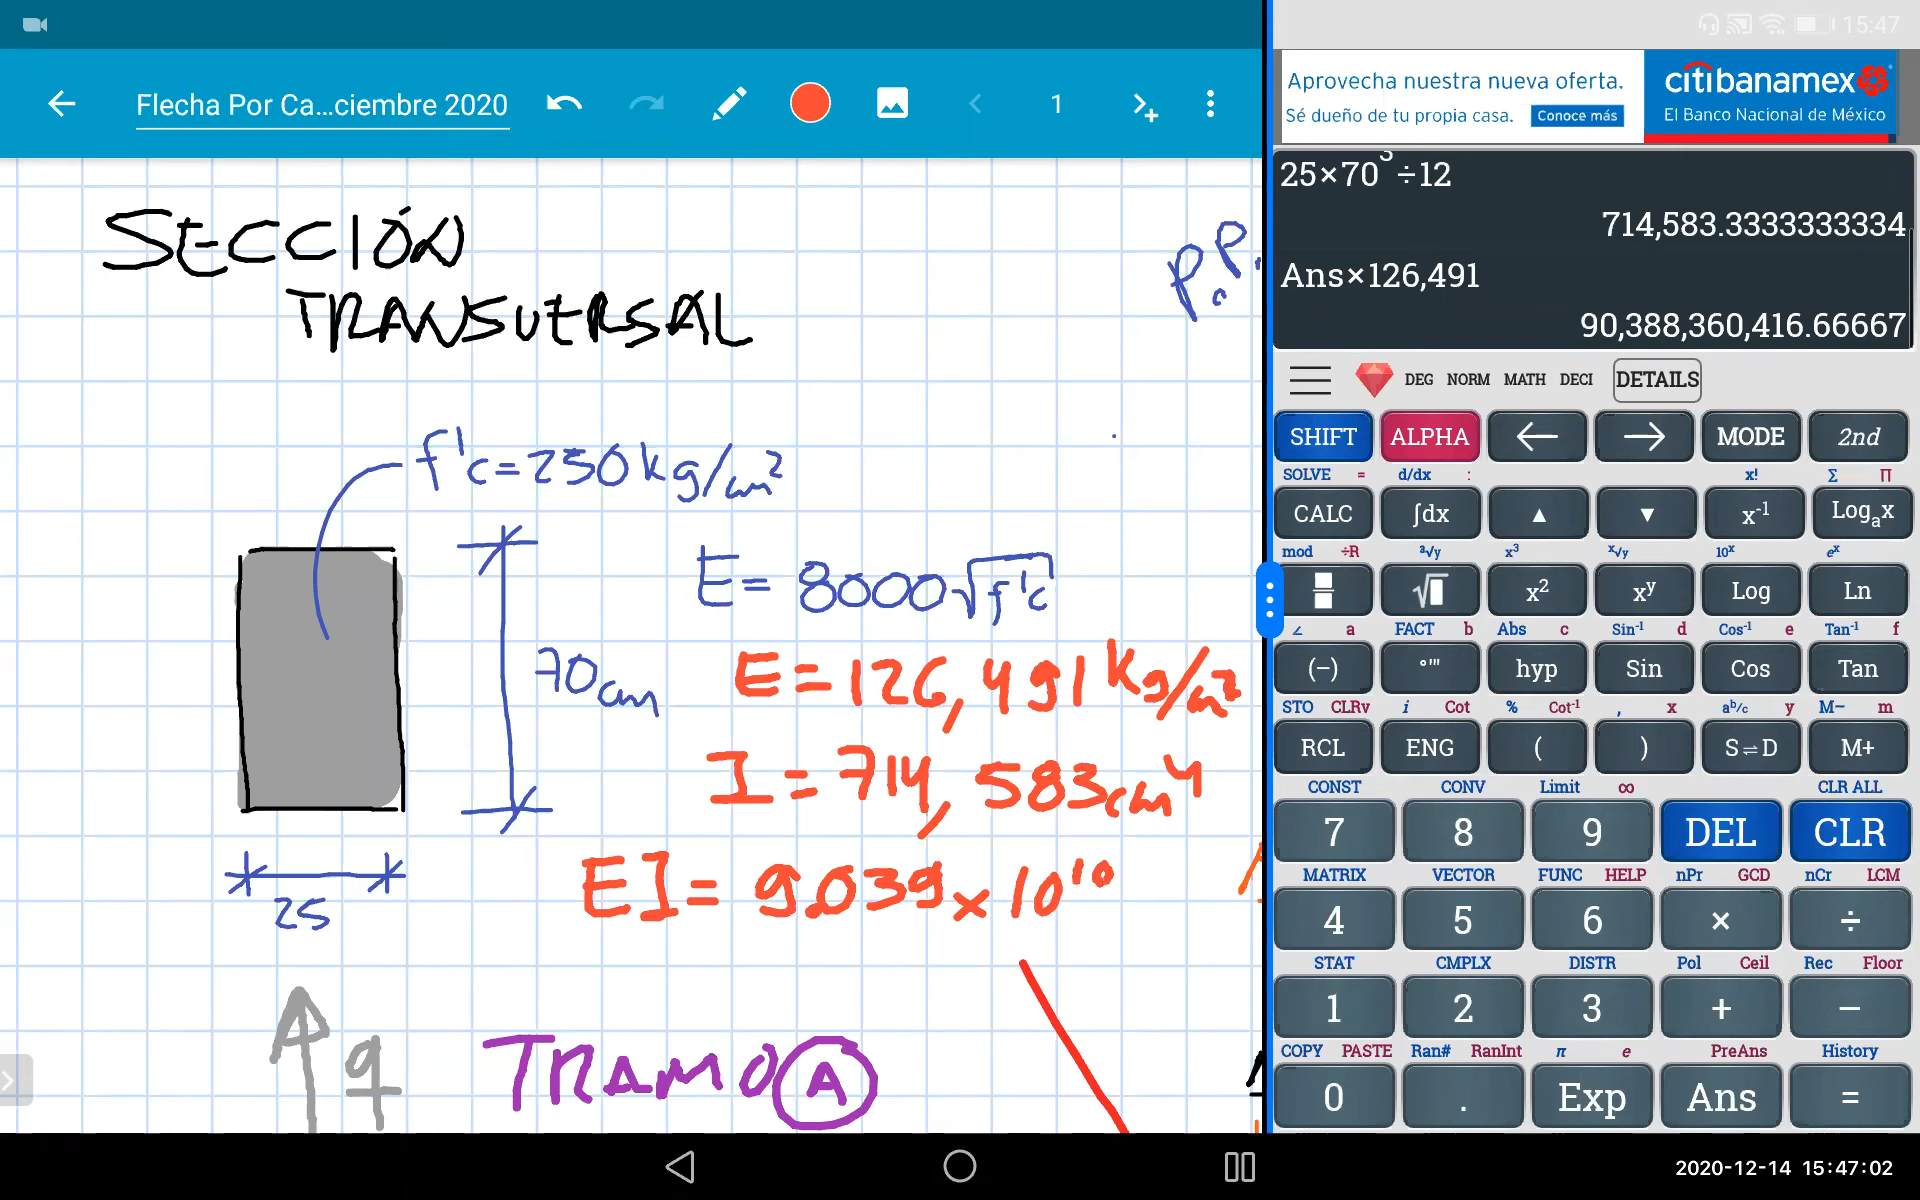 15:47
Flecha Por Ca...ciembre 2020
1
Aprovecha nuestra nueva oferta.
Sé dueño de tu propia casa.
Conoce más
citibanamex
El Banco Nacional de México
25×70³÷12
714,583.3333333334
Ans×126,491
90,388,360,416.66667
DEG NORM MATH DECI DETAILS
SHIFT ALPHA ← → MODE 2nd
SOLVE = d/dx : x! Σ Π
CALC ∫dx ▲ ▼ x⁻¹ Logₐx
mod ÷R ³√y x³ ˣ√y 10ˣ eˣ
√ x² xʸ Log Ln
∠ a FACT b Abs c Sin⁻¹ d Cos⁻¹ e Tan⁻¹ f
(−) °'" hyp Sin Cos Tan
STO CLRv i Cot % Cot⁻¹ , x aᵇ/c y M− m
RCL ENG ( ) S⇌D M+
CONST CONV Limit ∞ CLR ALL
7 8 9 DEL CLR
MATRIX VECTOR FUNC HELP nPr GCD nCr LCM
4 5 6 × ÷
STAT CMPLX DISTR Pol Ceil Rec Floor
1 2 3 + −
COPY PASTE Ran# RanInt π e PreAns History
0 . Exp Ans =
SECCIÓN
TRANSVERSAL
P.P.
f'c=250kg/cm²
E= 8000√f'c
70cm
E=126,491 kg/cm²
I = 714,583cm⁴
EI= 9.039×10¹⁰
25
q
TRAMO A
2020-12-14 15:47:02